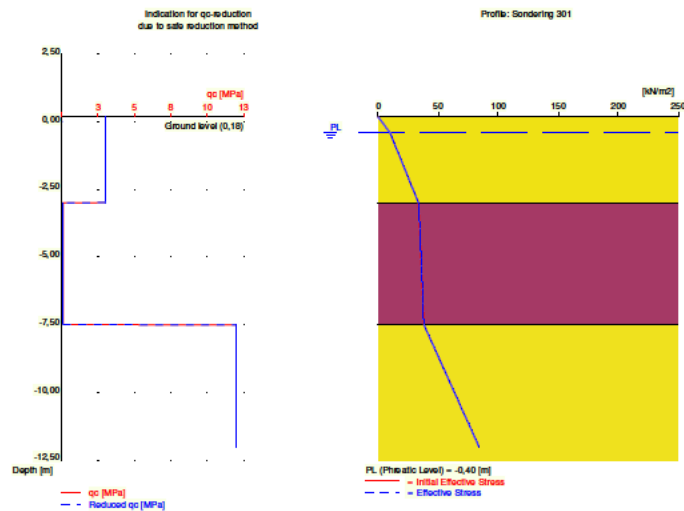 Indication for qc-reduction
due to safe reduction method
2,50
qc [MPa]
3 5 8 10 13
0,00
Ground level (0,18)
-2,50
-5,00
-7,50
-10,00
-12,50
Depth [m]
qc [MPa]
Reduced qc [MPa]
Profile: Sondering 301
[kN/m2]
0 50 100 150 200 250
PL
PL (Phreatic Level) = -0,40 [m]
= Initial Effective Stress
= Effective Stress